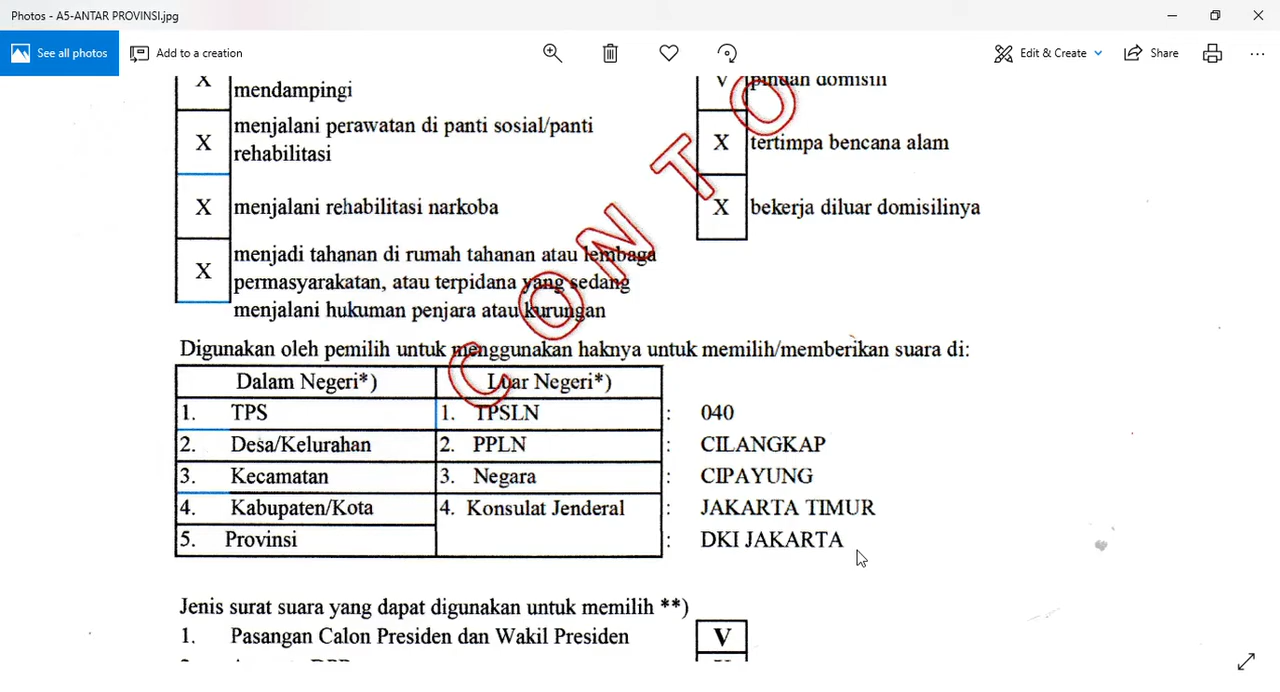 Photos - A5-ANTAR PROVINSI.jpg
See all photos
Add to a creation
Edit & Create
Share
X
mendampingi
V
pindah domisili
X
menjalani perawatan di panti sosial/panti
rehabilitasi
X
tertimpa bencana alam
X
menjalani rehabilitasi narkoba
X
bekerja diluar domisilinya
X
menjadi tahanan di rumah tahanan atau lembaga
permasyarakatan, atau terpidana yang sedang
menjalani hukuman penjara atau kurungan
CONTO
Digunakan oleh pemilih untuk menggunakan haknya untuk memilih/memberikan suara di:
Dalam Negeri*) Luar Negeri*)
1. TPS 1. TPSLN : 040
2. Desa/Kelurahan 2. PPLN : CILANGKAP
3. Kecamatan 3. Negara : CIPAYUNG
4. Kabupaten/Kota 4. Konsulat Jenderal : JAKARTA TIMUR
5. Provinsi : DKI JAKARTA
Jenis surat suara yang dapat digunakan untuk memilih **)
1. Pasangan Calon Presiden dan Wakil Presiden V